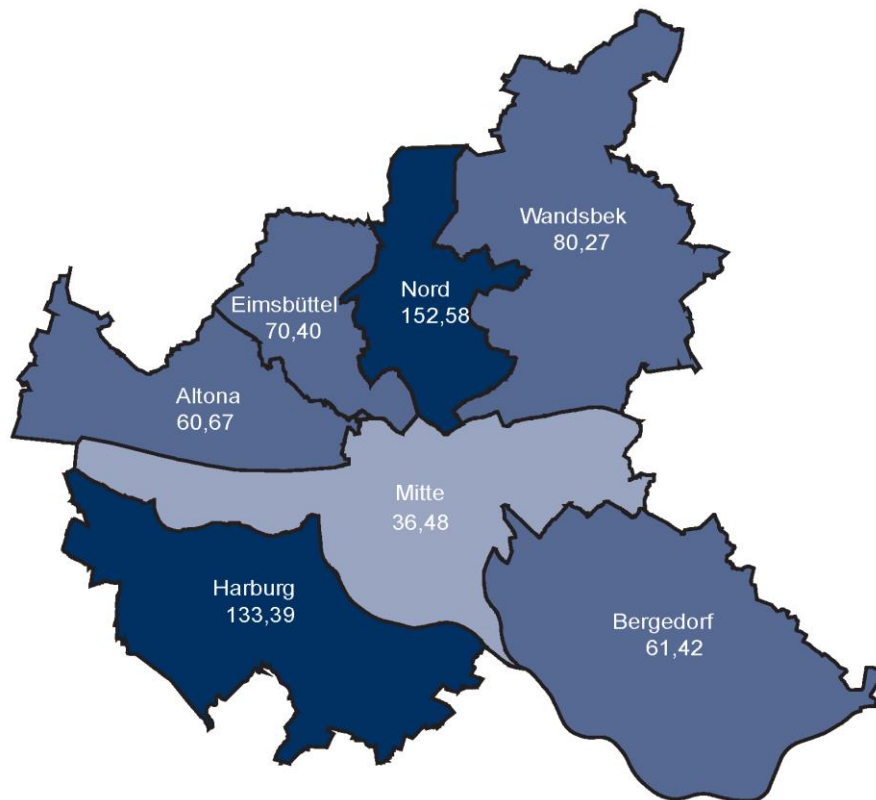 Wandsbek
80,27
Nord
152,58
Eimsbüttel
70,40
Altona
60,67
Mitte
36,48
Harburg
133,39
Bergedorf
61,42